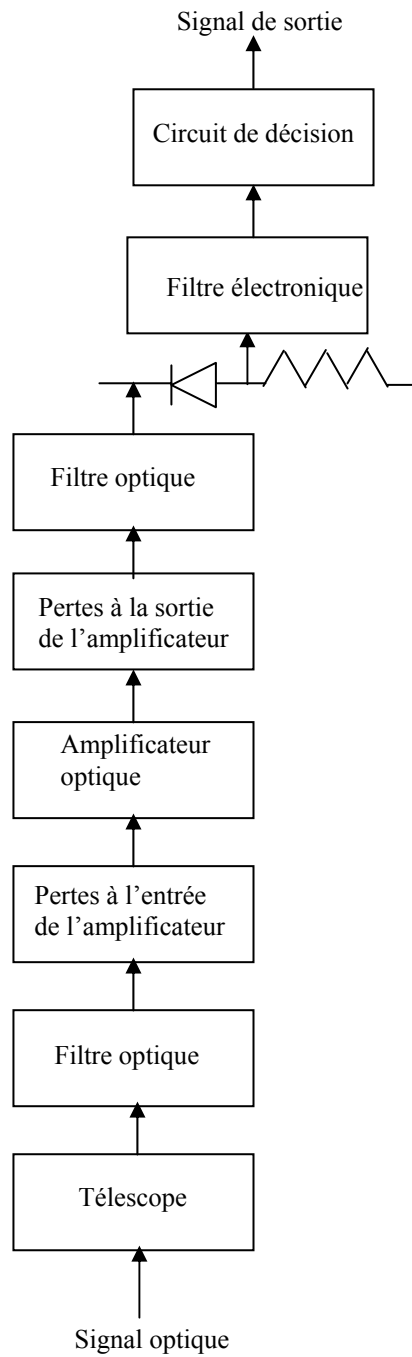 Signal de sortie
Circuit de décision
Filtre électronique
Filtre optique
Pertes à la sortie
de l’amplificateur
Amplificateur
optique
Pertes à l’entrée
de l’amplificateur
Filtre optique
Télescope
Signal optique